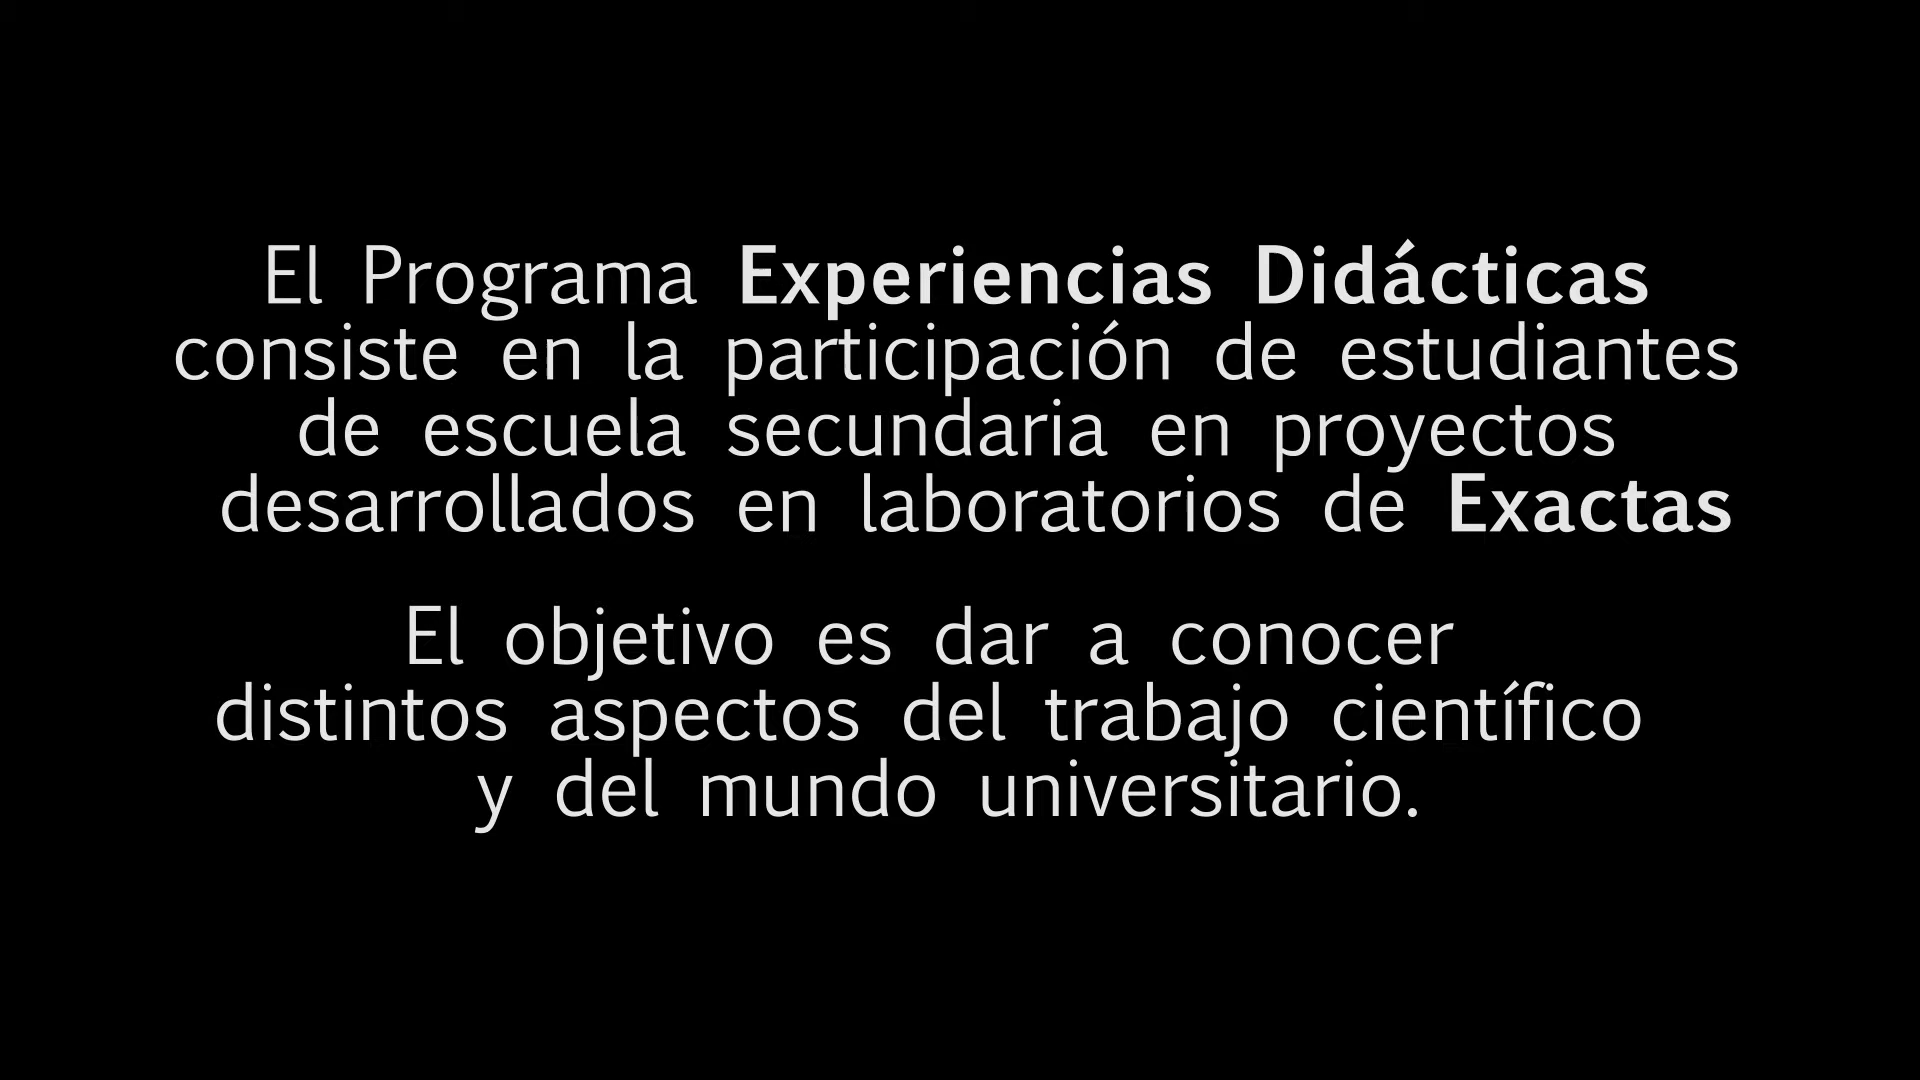 El Programa Experiencias Didácticas
consiste en la participación de estudiantes
de escuela secundaria en proyectos
desarrollados en laboratorios de Exactas
El objetivo es dar a conocer
distintos aspectos del trabajo científico
y del mundo universitario.